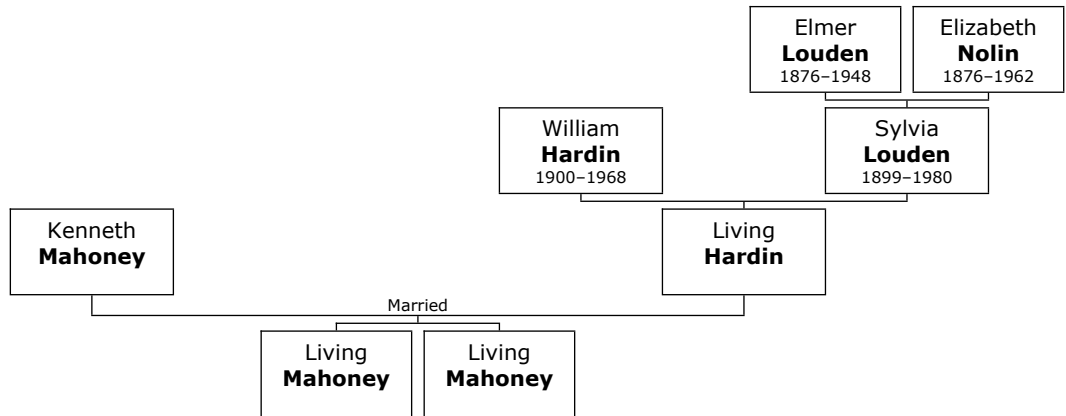 Elmer
Louden
1876–1948
Elizabeth
Nolin
1876–1962
William
Hardin
1900–1968
Sylvia
Louden
1899–1980
Kenneth
Mahoney
Living
Hardin
Married
Living
Mahoney
Living
Mahoney